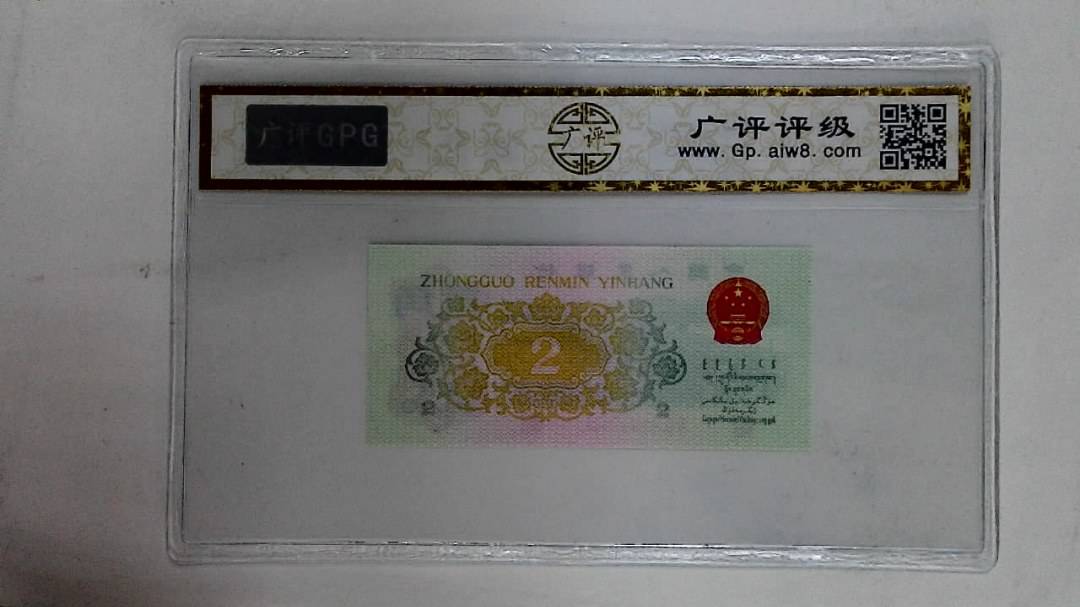 广评GPG
广评
广评评级
www.Gp.aiw8.com
ZHONGGUO RENMIN YINHANG
2
2 2